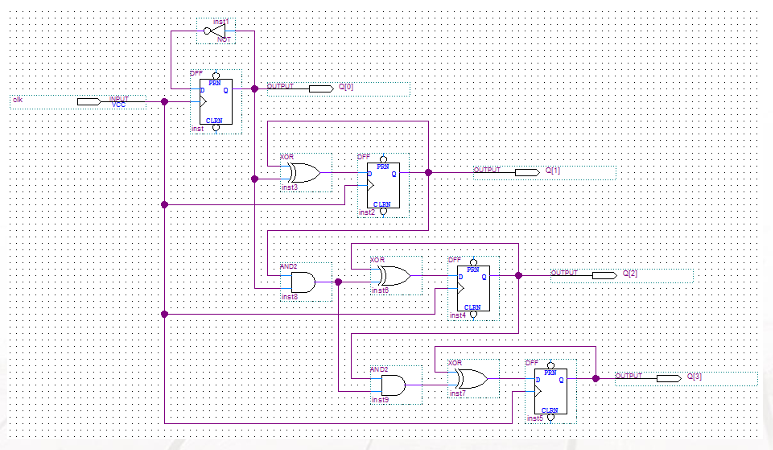 inst1
NOT
DFF
PRN
OUTPUT
Q[0]
D
Q
clk
INPUT
VCC
CLRN
inst
XOR
DFF
PRN
OUTPUT
Q[1]
D
Q
inst3
CLRN
inst2
AND2
XOR
DFF
PRN
OUTPUT
Q[2]
D
Q
inst8
inst6
CLRN
inst4
AND2
XOR
DFF
PRN
OUTPUT
Q[3]
D
Q
inst9
inst7
CLRN
inst5